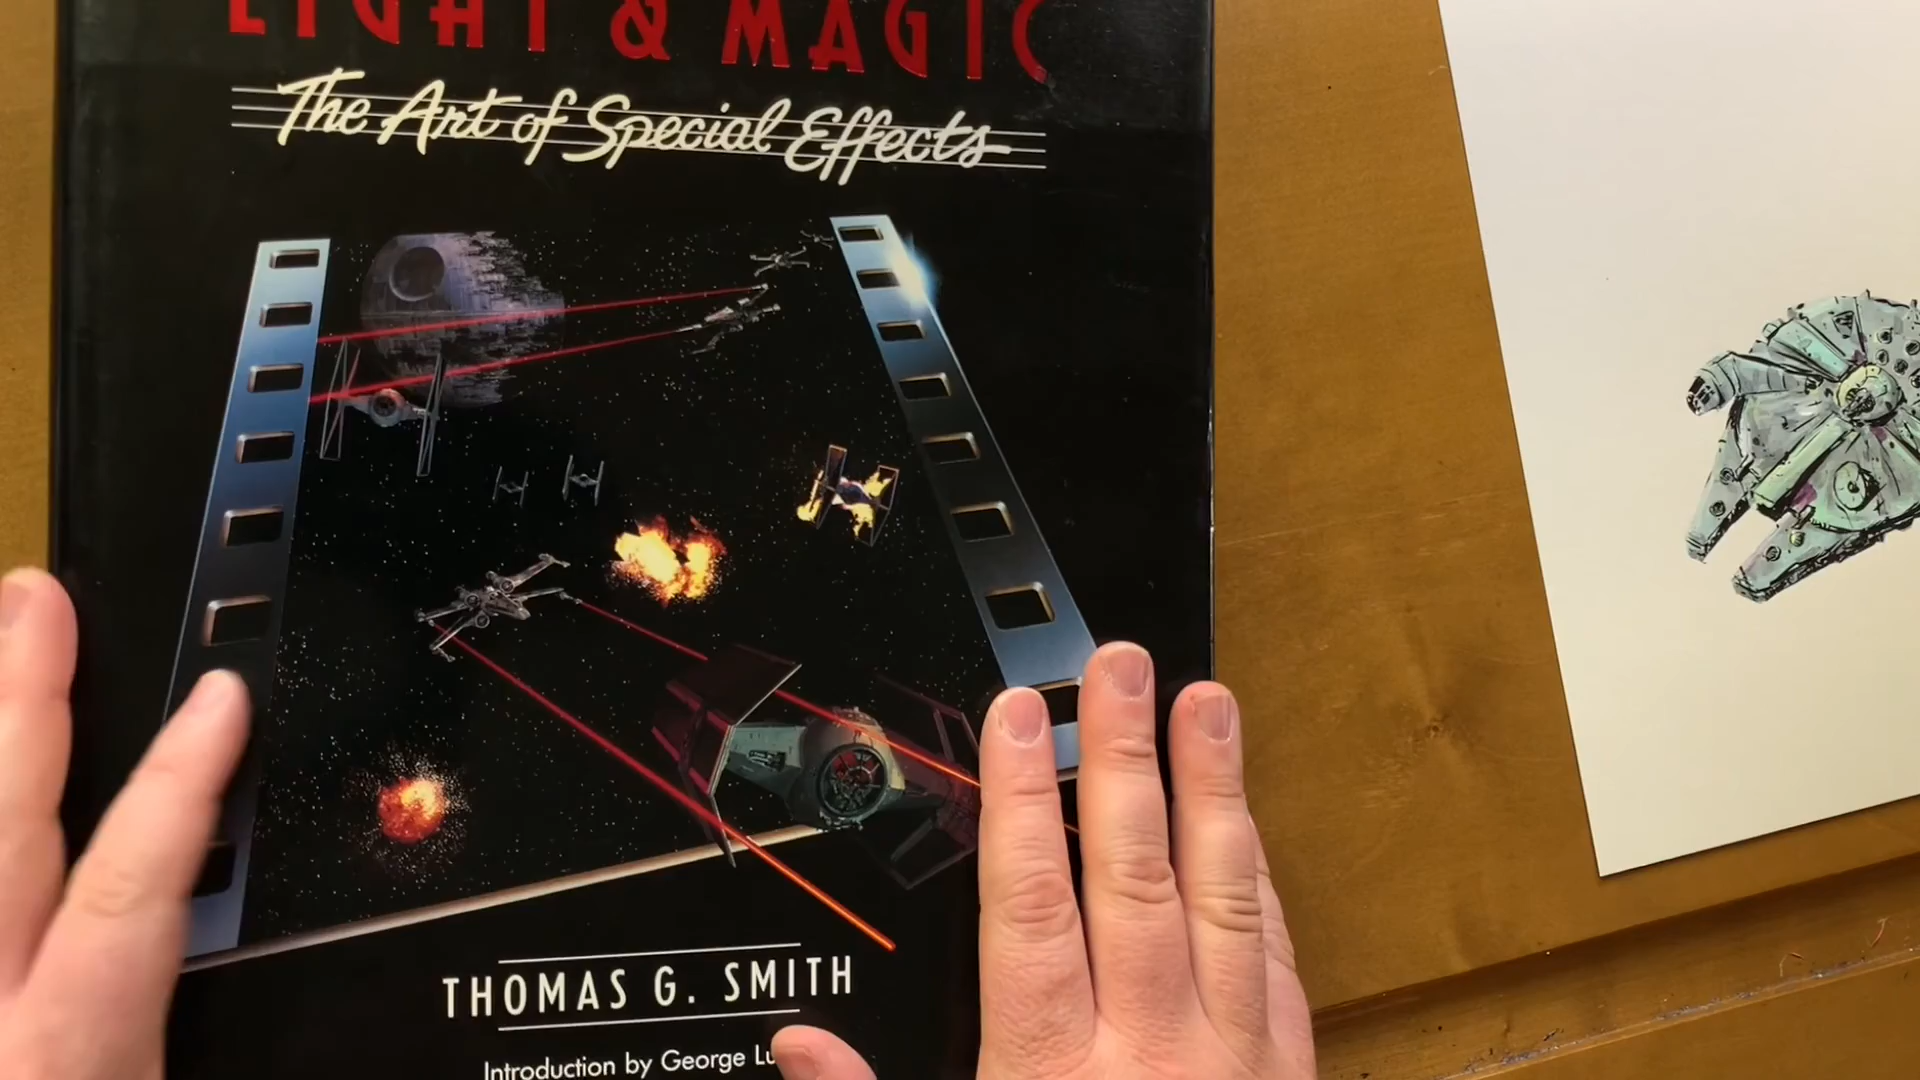 LIGHT & MAGIC
The Art of Special Effects
THOMAS G. SMITH
Introduction by George Lu